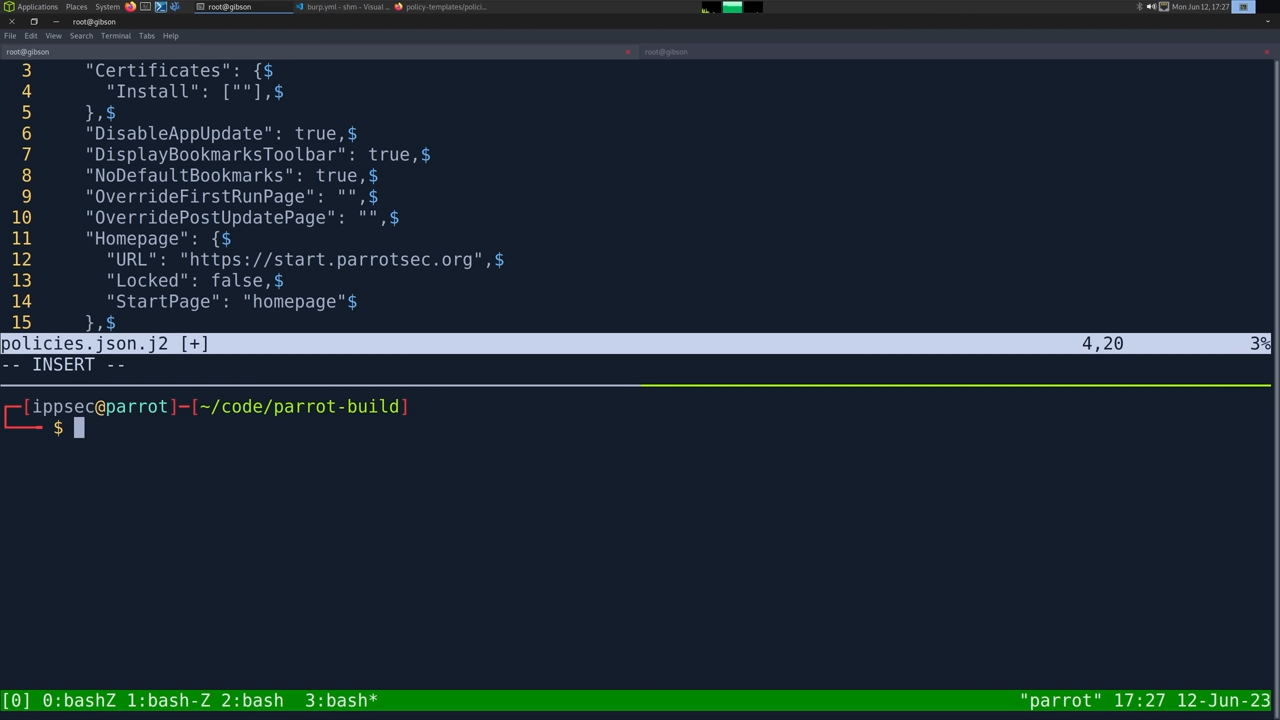 Applications Places System root@gibson burp.yml - shm - Visual ... policy-templates/polici... Mon Jun 12, 17:27
root@gibson
File Edit View Search Terminal Tabs Help
root@gibson × root@gibson ×
3 "Certificates": {$
4 "Install": [""],$
5 },$
6 "DisableAppUpdate": true,$
7 "DisplayBookmarksToolbar": true,$
8 "NoDefaultBookmarks": true,$
9 "OverrideFirstRunPage": "",$
10 "OverridePostUpdatePage": "",$
11 "Homepage": {$
12 "URL": "https://start.parrotsec.org",$
13 "Locked": false,$
14 "StartPage": "homepage"$
15 },$
policies.json.j2 [+] 4,20 3%
-- INSERT --
[ippsec@parrot]─[~/code/parrot-build]
$
[0] 0:bashZ 1:bash-Z 2:bash 3:bash* "parrot" 17:27 12-Jun-23